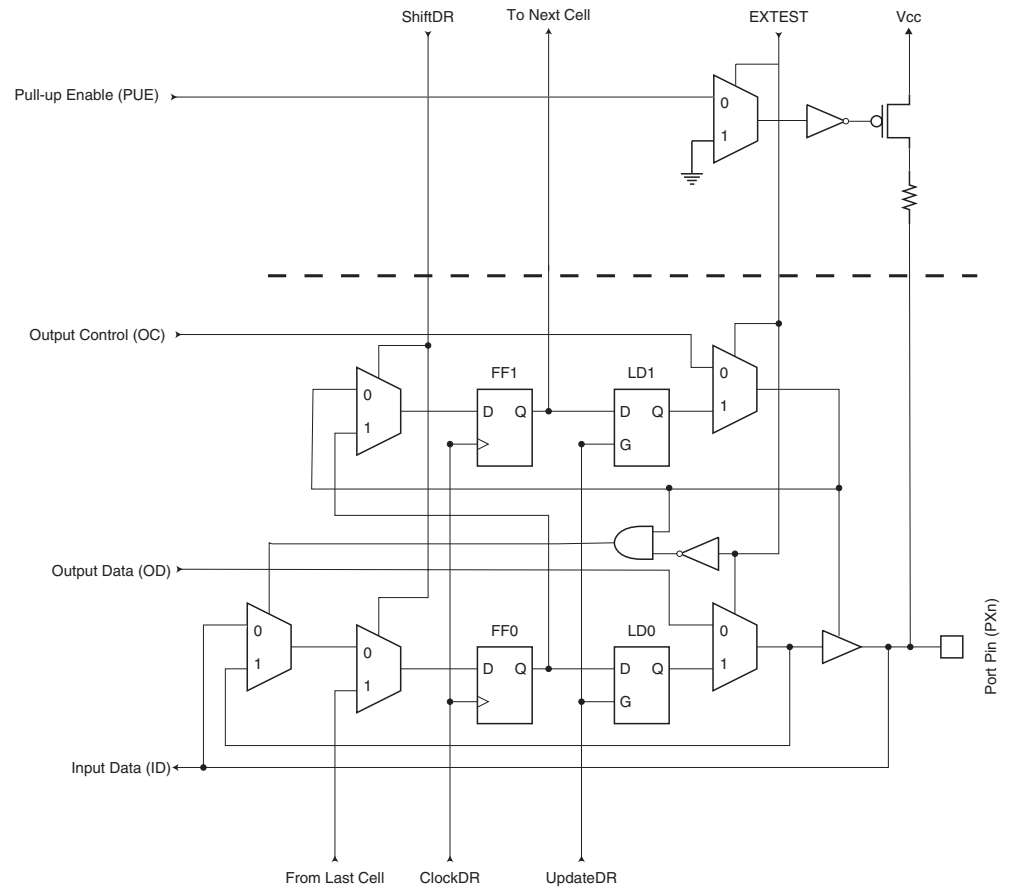 ShiftDR
To Next Cell
EXTEST
Vcc
Pull-up Enable (PUE)
0
1
Output Control (OC)
FF1
LD1
0
0
D Q
D Q
1
1
G
Output Data (OD)
FF0
LD0
0
0
0
1
D Q
D Q
1
1
G
Port Pin (PXn)
Input Data (ID)
From Last Cell
ClockDR
UpdateDR